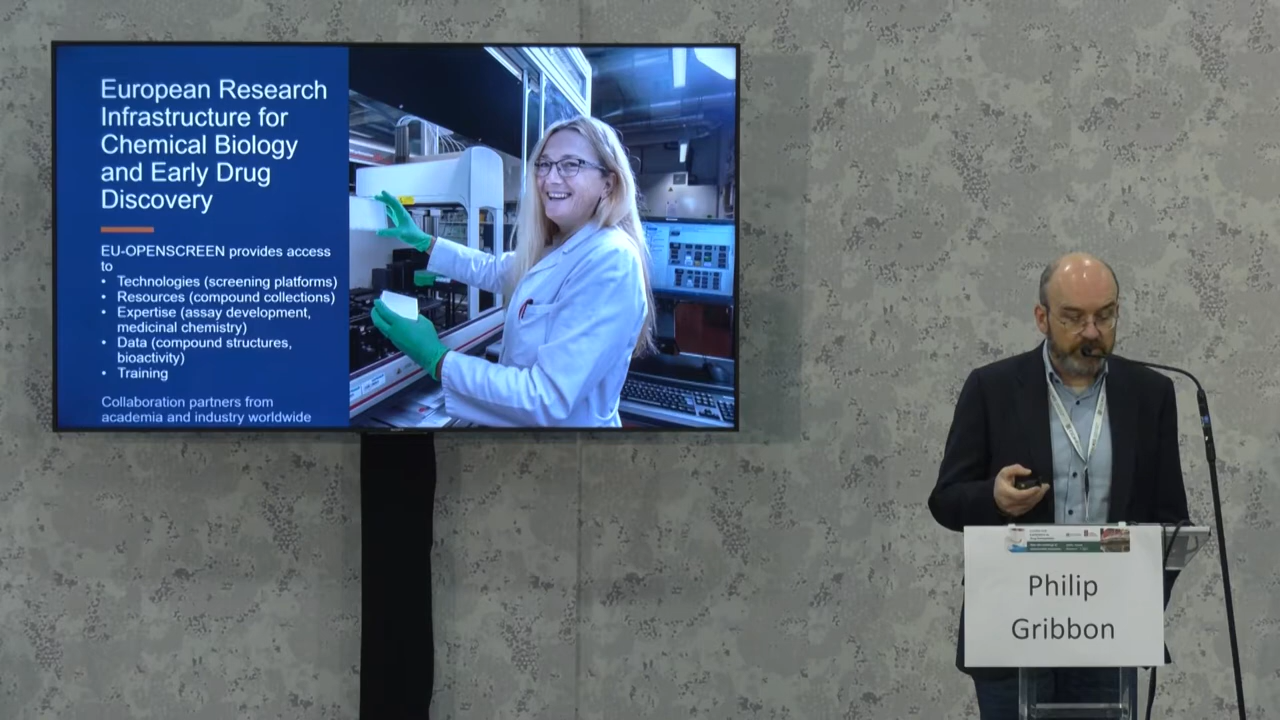 European Research
Infrastructure for
Chemical Biology
and Early Drug
Discovery
EU-OPENSCREEN provides access
to
• Technologies (screening platforms)
• Resources (compound collections)
• Expertise (assay development,
medicinal chemistry)
• Data (compound structures,
bioactivity)
• Training
Collaboration partners from
academia and industry worldwide
Philip
Gribbon